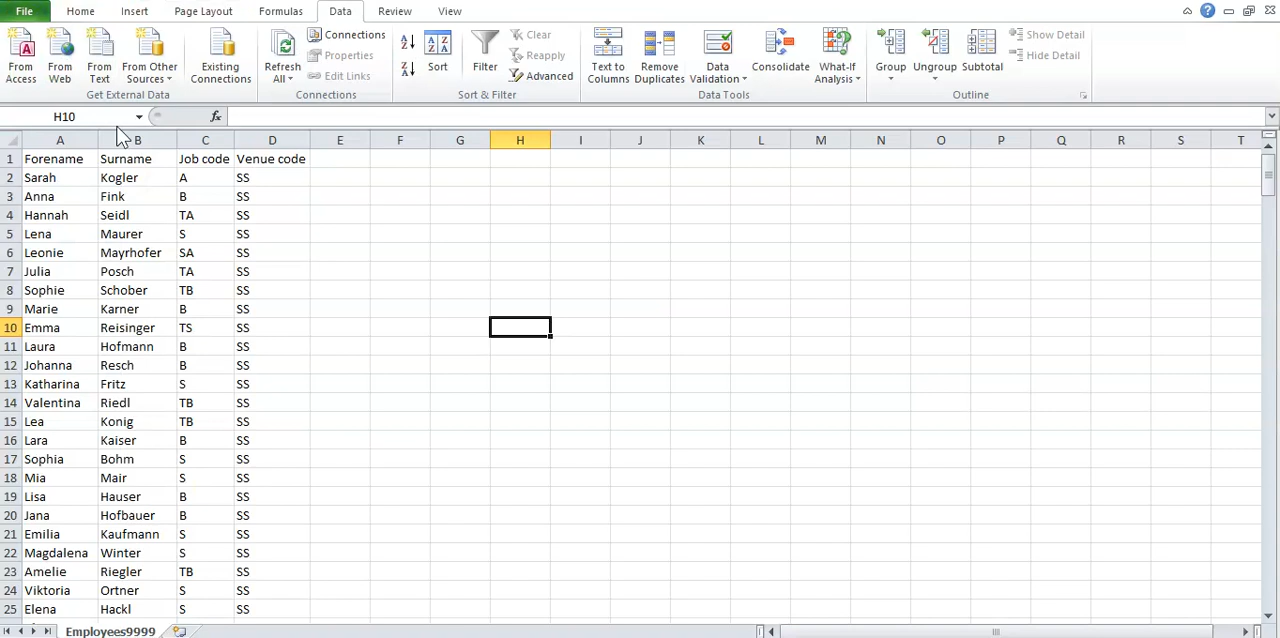 File Home Insert Page Layout Formulas Data Review View
From Access From Web From Text From Other Sources Existing Connections Refresh All Connections Properties Edit Links Sort Filter Clear Reapply Advanced Text to Columns Remove Duplicates Data Validation Consolidate What-If Analysis Group Ungroup Subtotal Show Detail Hide Detail
Get External Data Connections Sort & Filter Data Tools Outline
H10 fx
A B C D E F G H I J K L M N O P Q R S T
1 Forename Surname Job code Venue code
2 Sarah Kogler A SS
3 Anna Fink B SS
4 Hannah Seidl TA SS
5 Lena Maurer S SS
6 Leonie Mayrhofer SA SS
7 Julia Posch TA SS
8 Sophie Schober TB SS
9 Marie Karner B SS
10 Emma Reisinger TS SS
11 Laura Hofmann B SS
12 Johanna Resch B SS
13 Katharina Fritz S SS
14 Valentina Riedl TB SS
15 Lea Konig TB SS
16 Lara Kaiser B SS
17 Sophia Bohm S SS
18 Mia Mair S SS
19 Lisa Hauser B SS
20 Jana Hofbauer B SS
21 Emilia Kaufmann S SS
22 Magdalena Winter S SS
23 Amelie Riegler TB SS
24 Viktoria Ortner S SS
25 Elena Hackl S SS
Employees9999